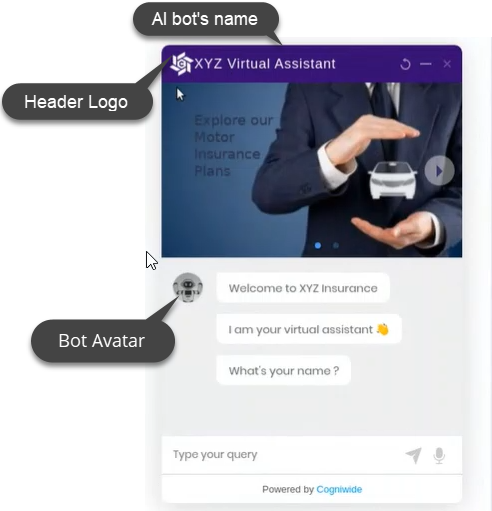 AI bot's name
XYZ Virtual Assistant
Header Logo
Explore our
Motor
Insurance
Plans
Welcome to XYZ Insurance
I am your virtual assistant 👋
Bot Avatar
What's your name ?
Type your query
Powered by Cogniwide